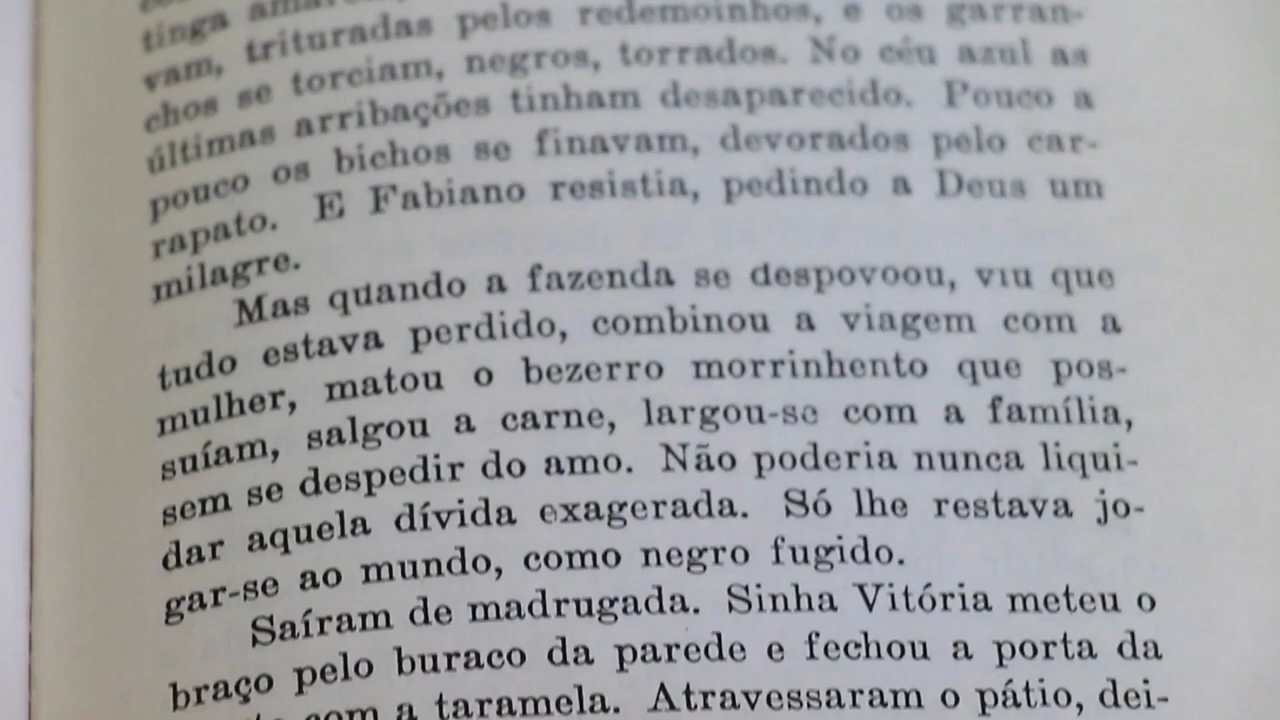 tinga
vam, trituradas pelos redemoinhos, e os garran-
chos se torciam, negros, torrados. No céu azul as
últimas arribações tinham desaparecido. Pouco a
pouco os bichos se finavam, devorados pelo car-
rapato. E Fabiano resistia, pedindo a Deus um
milagre.
Mas quando a fazenda se despovoou, viu que
tudo estava perdido, combinou a viagem com a
mulher, matou o bezerro morrinhento que pos-
suíam, salgou a carne, largou-se com a família,
sem se despedir do amo. Não poderia nunca liqui-
dar aquela dívida exagerada. Só lhe restava jo-
gar-se ao mundo, como negro fugido.
Saíram de madrugada. Sinha Vitória meteu o
braço pelo buraco da parede e fechou a porta da
com a taramela. Atravessaram o pátio, dei-